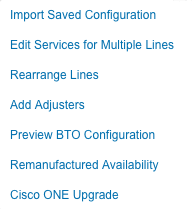 Import Saved Configuration
Edit Services for Multiple Lines
Rearrange Lines
Add Adjusters
Preview BTO Configuration
Remanufactured Availability
Cisco ONE Upgrade